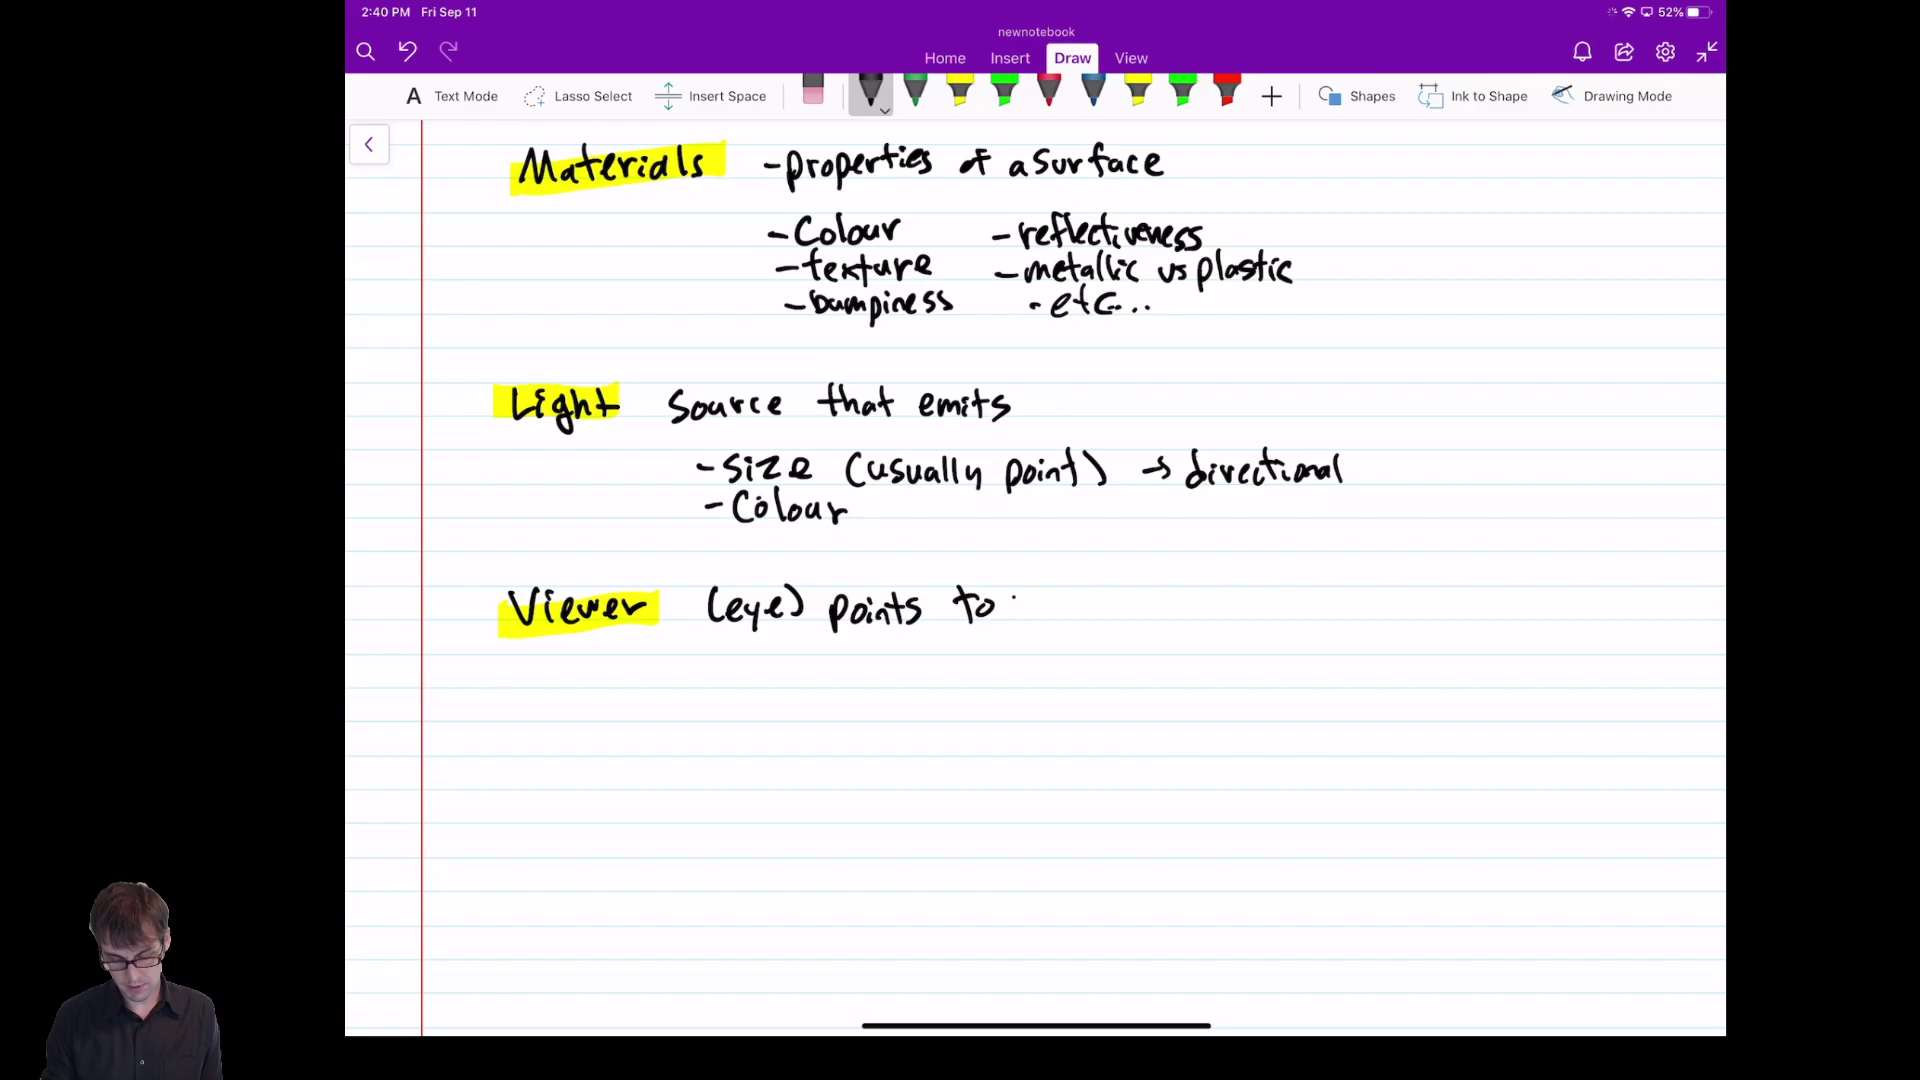 2:40 PM Fri Sep 11
52%
newnotebook
Home Insert Draw View
A Text Mode Lasso Select Insert Space Shapes Ink to Shape Drawing Mode
Materials - properties of a surface
- Colour - reflectiveness
- texture - metallic vs plastic
- bumpiness - etc...
Light Source that emits
- Size (usually point) → directional
- Colour
Viewer (eye) points to